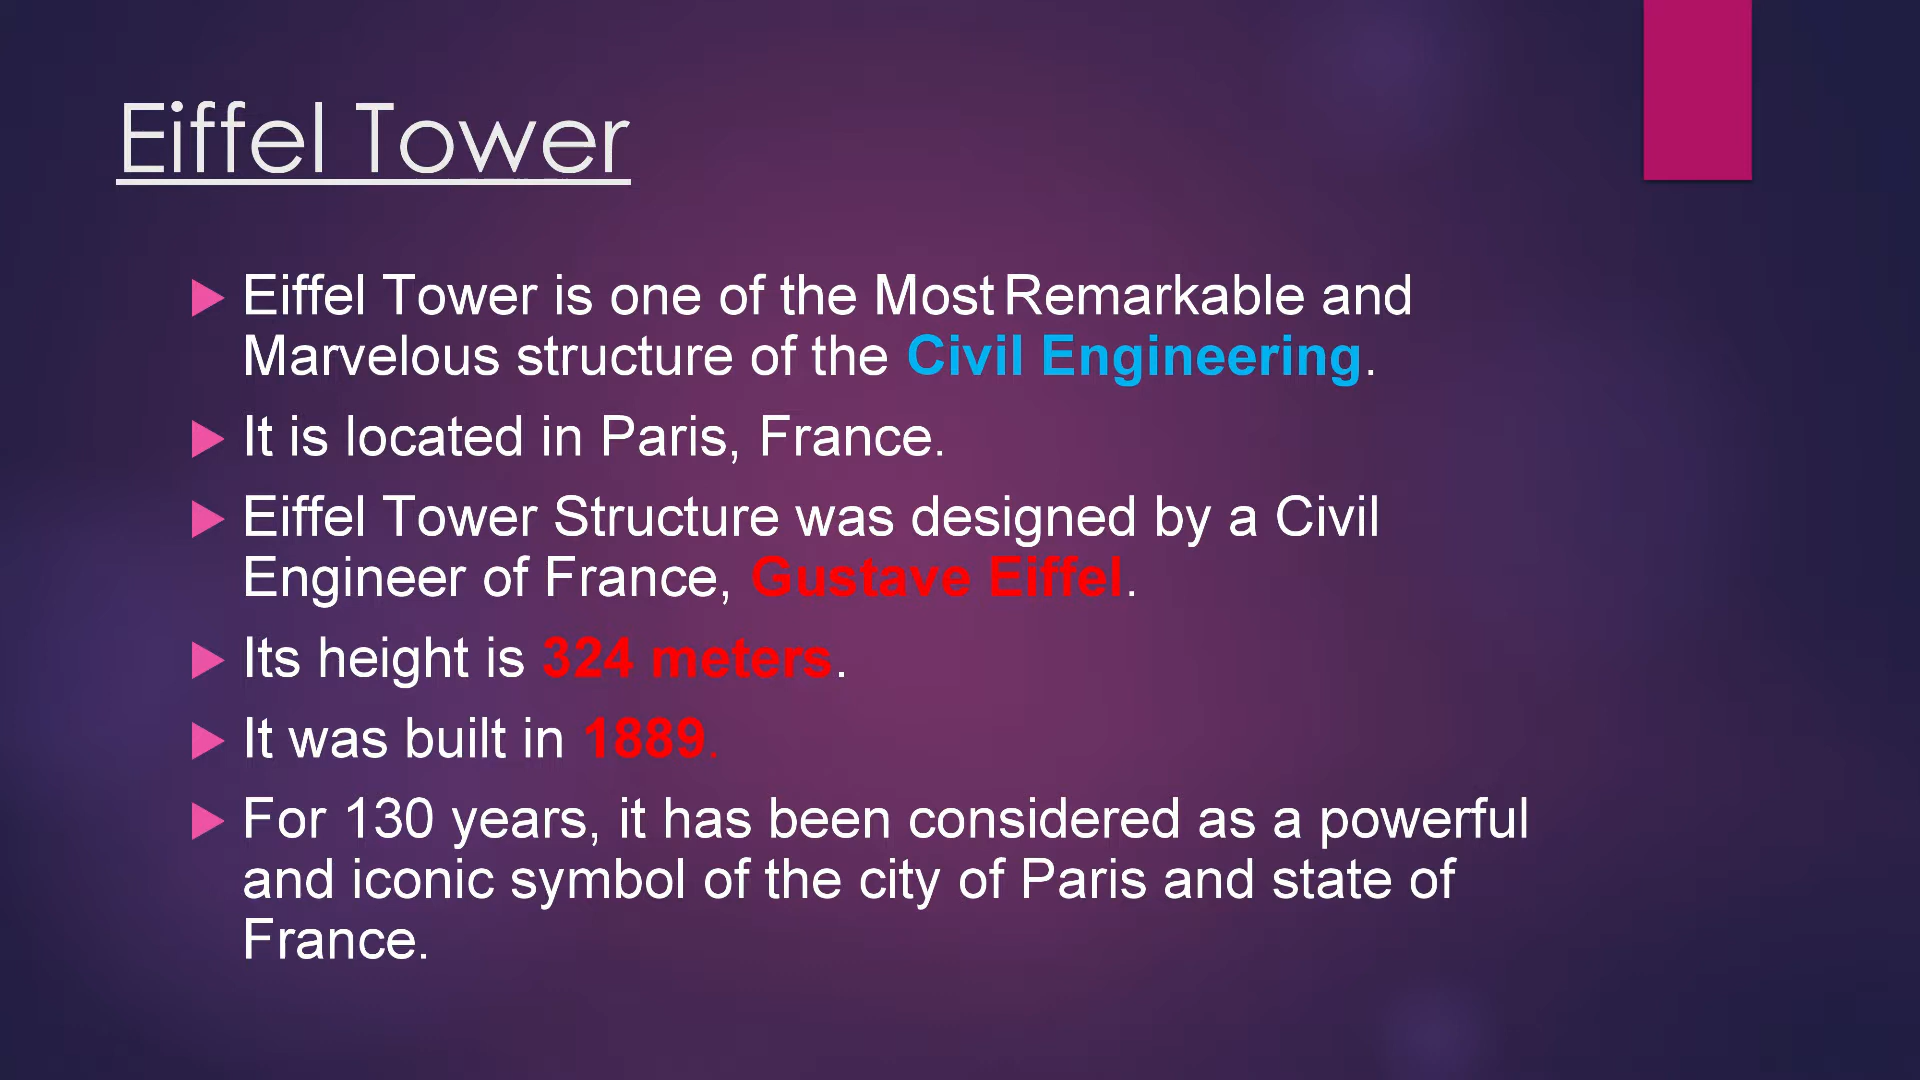 Eiffel Tower
Eiffel Tower is one of the Most Remarkable and
Marvelous structure of the Civil Engineering.
It is located in Paris, France.
Eiffel Tower Structure was designed by a Civil
Engineer of France, Gustave Eiffel.
Its height is 324 meters.
It was built in 1889.
For 130 years, it has been considered as a powerful
and iconic symbol of the city of Paris and state of
France.